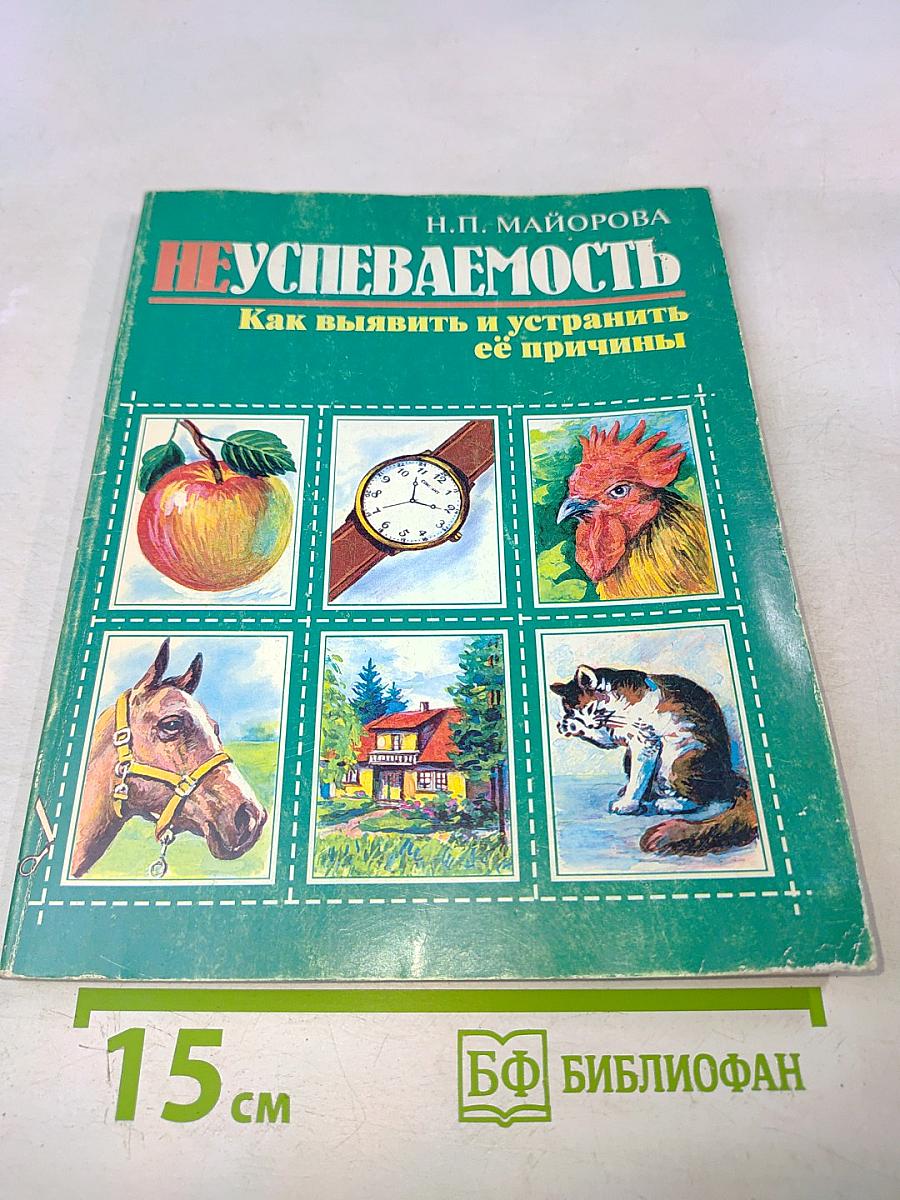 Н.П. МАЙОРОВА
НЕУСПЕВАЕМОСТЬ
Как выявить и устранить
её причины
15 см
БФ БИБЛИОФАН